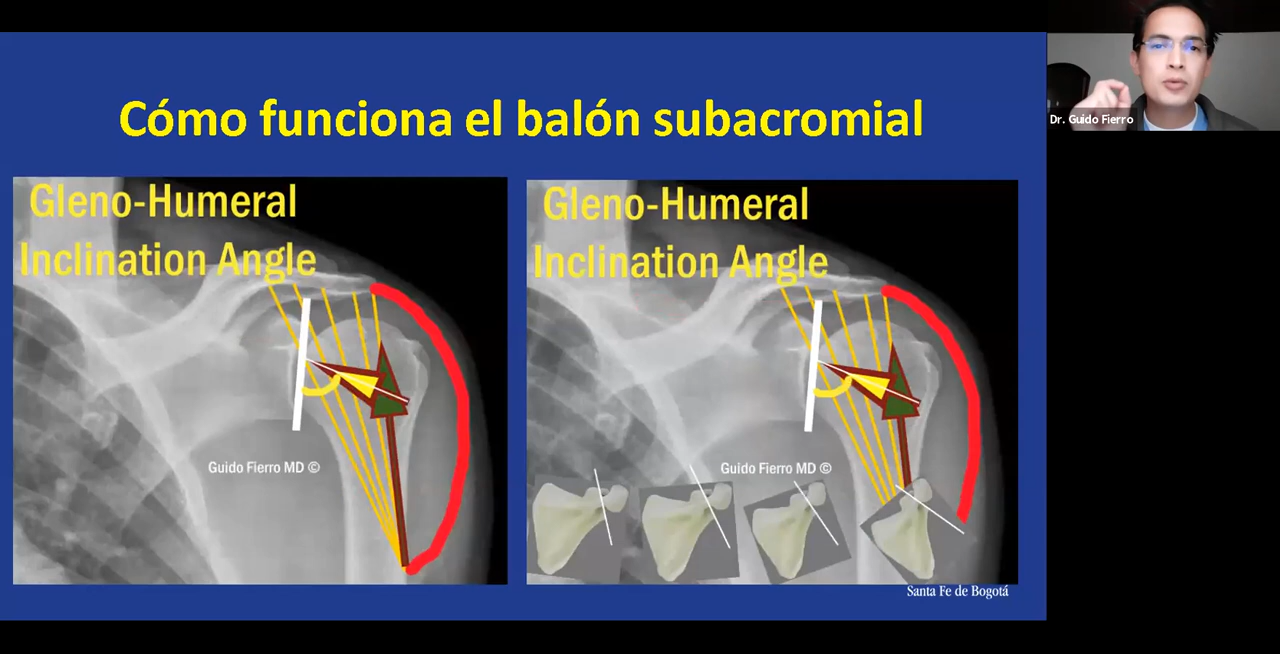 Cómo funciona el balón subacromial
Gleno-Humeral
Inclination Angle
Guido Fierro MD ©
Gleno-Humeral
Inclination Angle
Guido Fierro MD ©
Santa Fe de Bogotá
Dr. Guido Fierro